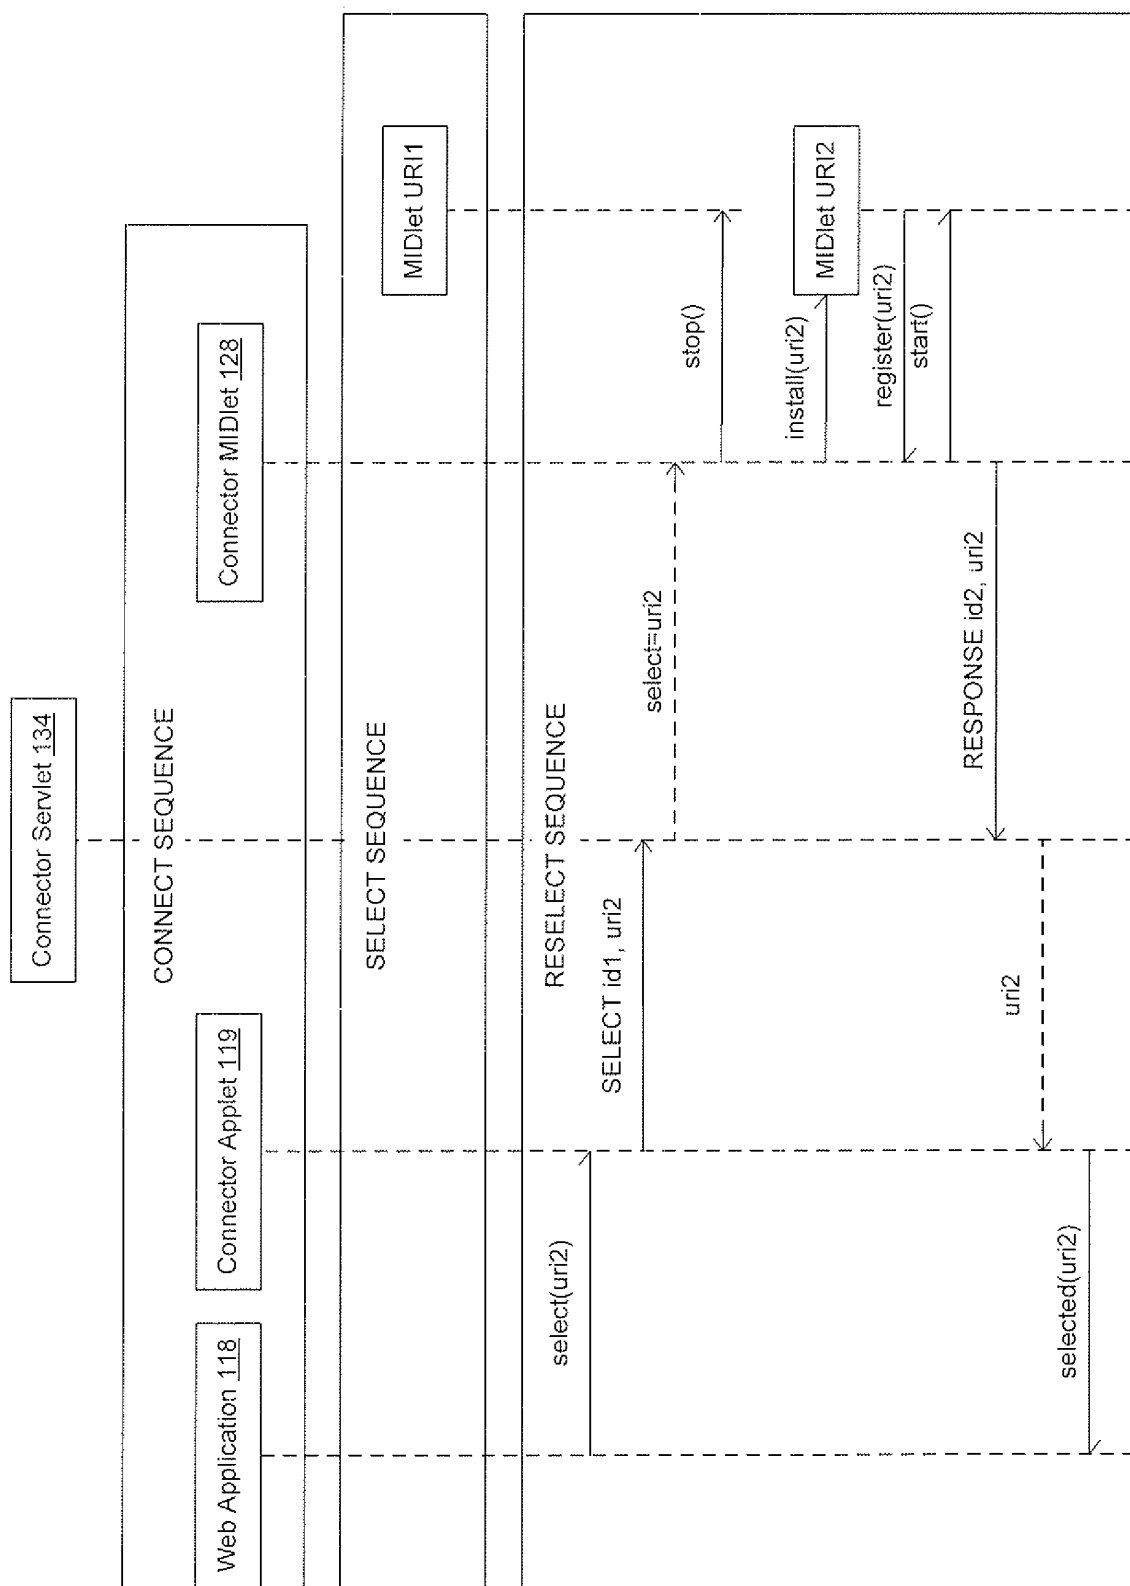 Connector Servlet 134
CONNECT SEQUENCE
Web Application 118
Connector Applet 119
Connector MIDlet 128
SELECT SEQUENCE
MIDlet URI1
RESELECT SEQUENCE
select(uri2)
SELECT id1, uri2
select=uri2
stop()
install(uri2)
MIDlet URI2
register(uri2)
start()
RESPONSE id2, uri2
uri2
selected(uri2)